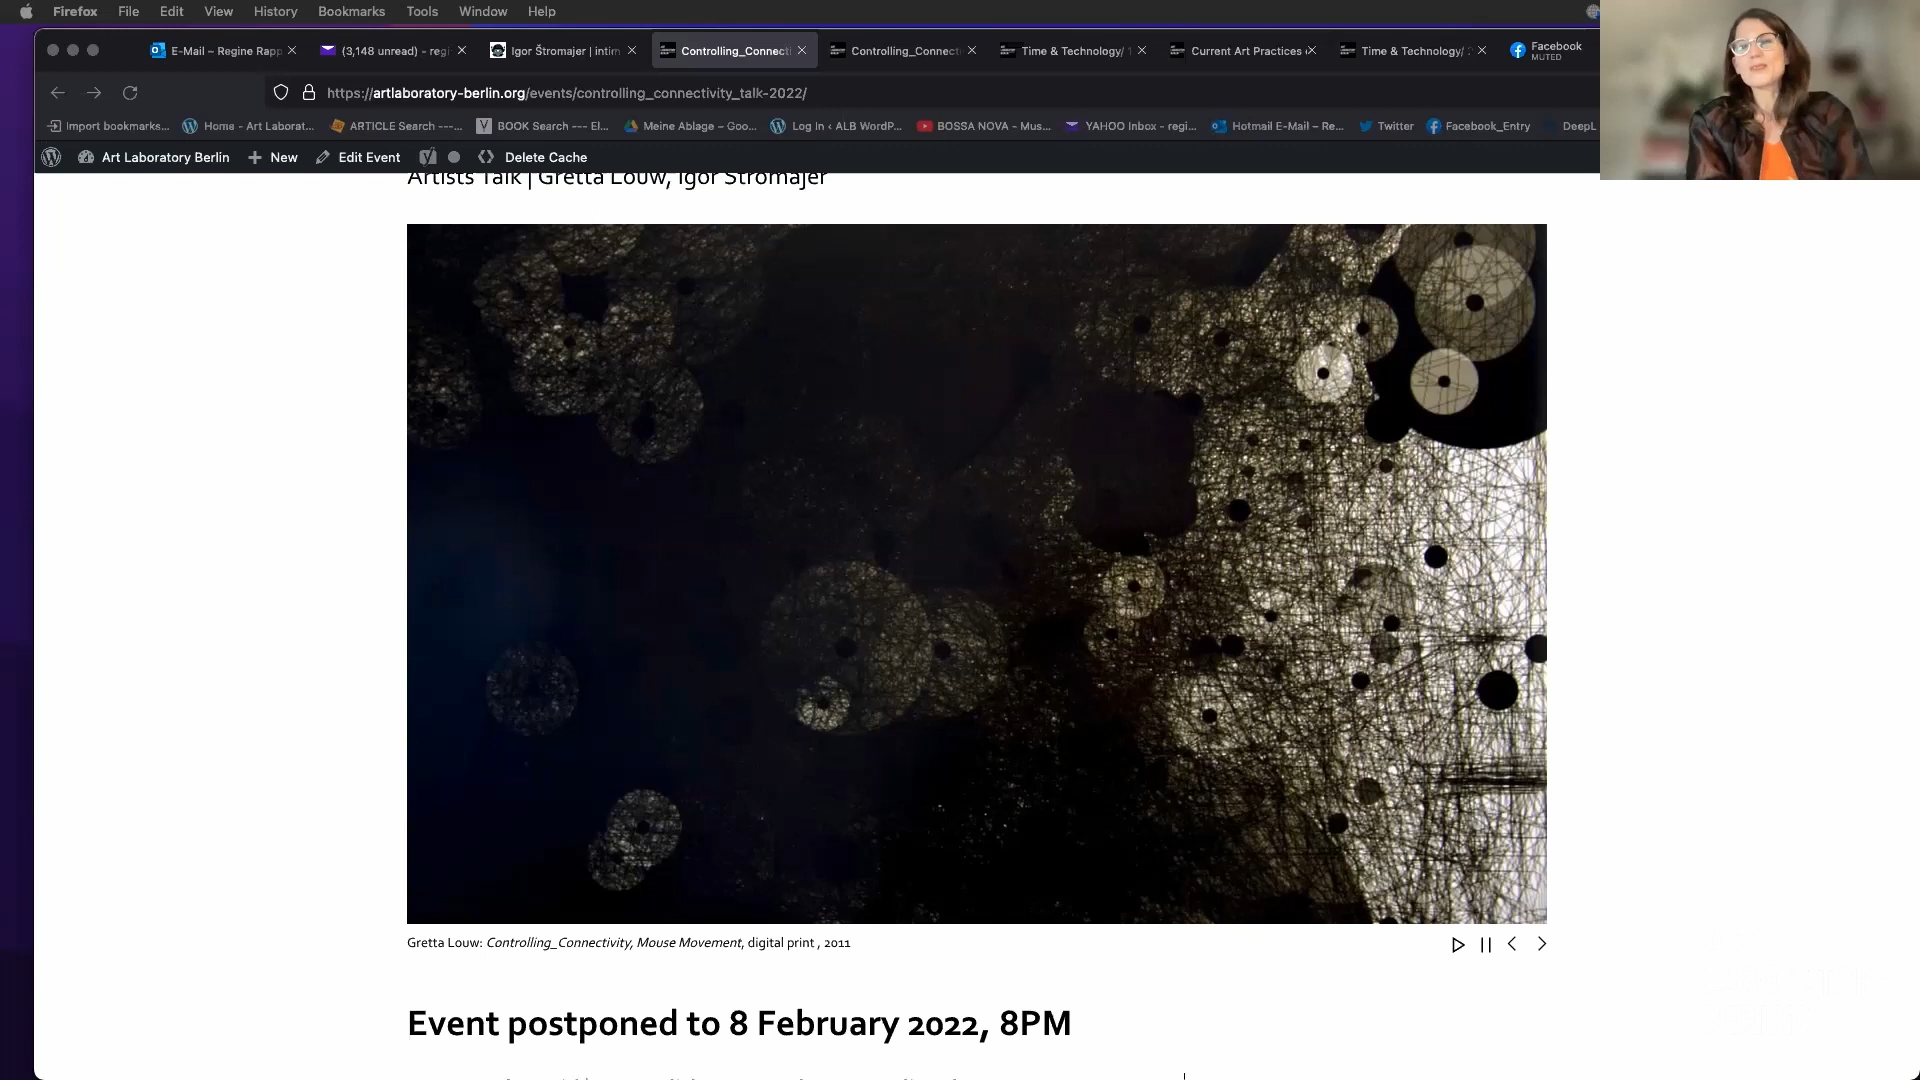 Firefox File Edit View History Bookmarks Tools Window Help
E-Mail – Regine Rapp
(3,148 unread) - regi
Igor Štromajer | intim
Controlling_Connecti
Controlling_Connect
Time & Technology/ 1
Current Art Practices
Time & Technology/
Facebook
MUTED
https://artlaboratory-berlin.org/events/controlling_connectivity_talk-2022/
Import bookmarks... Home - Art Laborat... ARTICLE Search ---... BOOK Search --- El... Meine Ablage – Goo... Log In ‹ ALB WordP... BOSSA NOVA - Mus... YAHOO Inbox - regi... Hotmail E-Mail – Re... Twitter Facebook_Entry DeepL
Art Laboratory Berlin New Edit Event Delete Cache
Artists Talk | Gretta Louw, Igor Štromajer
Gretta Louw: Controlling_Connectivity, Mouse Movement, digital print , 2011
Event postponed to 8 February 2022, 8PM